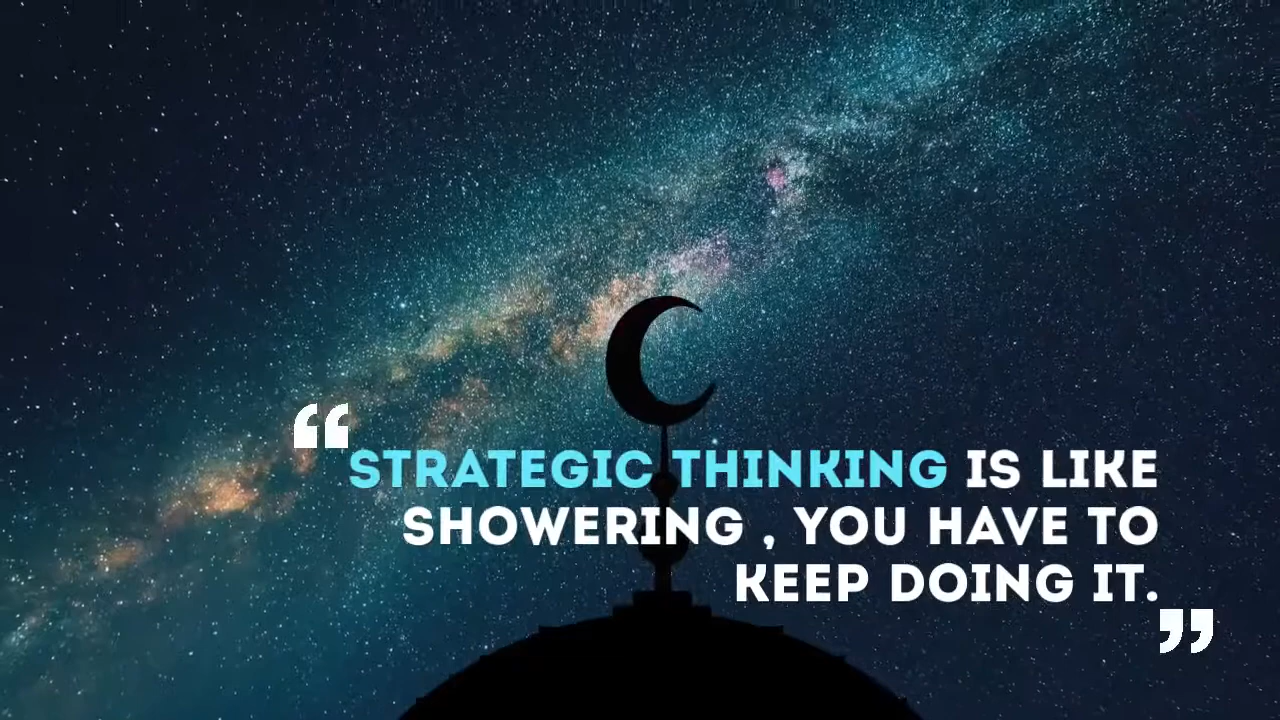 “STRATEGIC THINKING IS LIKE
SHOWERING , YOU HAVE TO
KEEP DOING IT.”